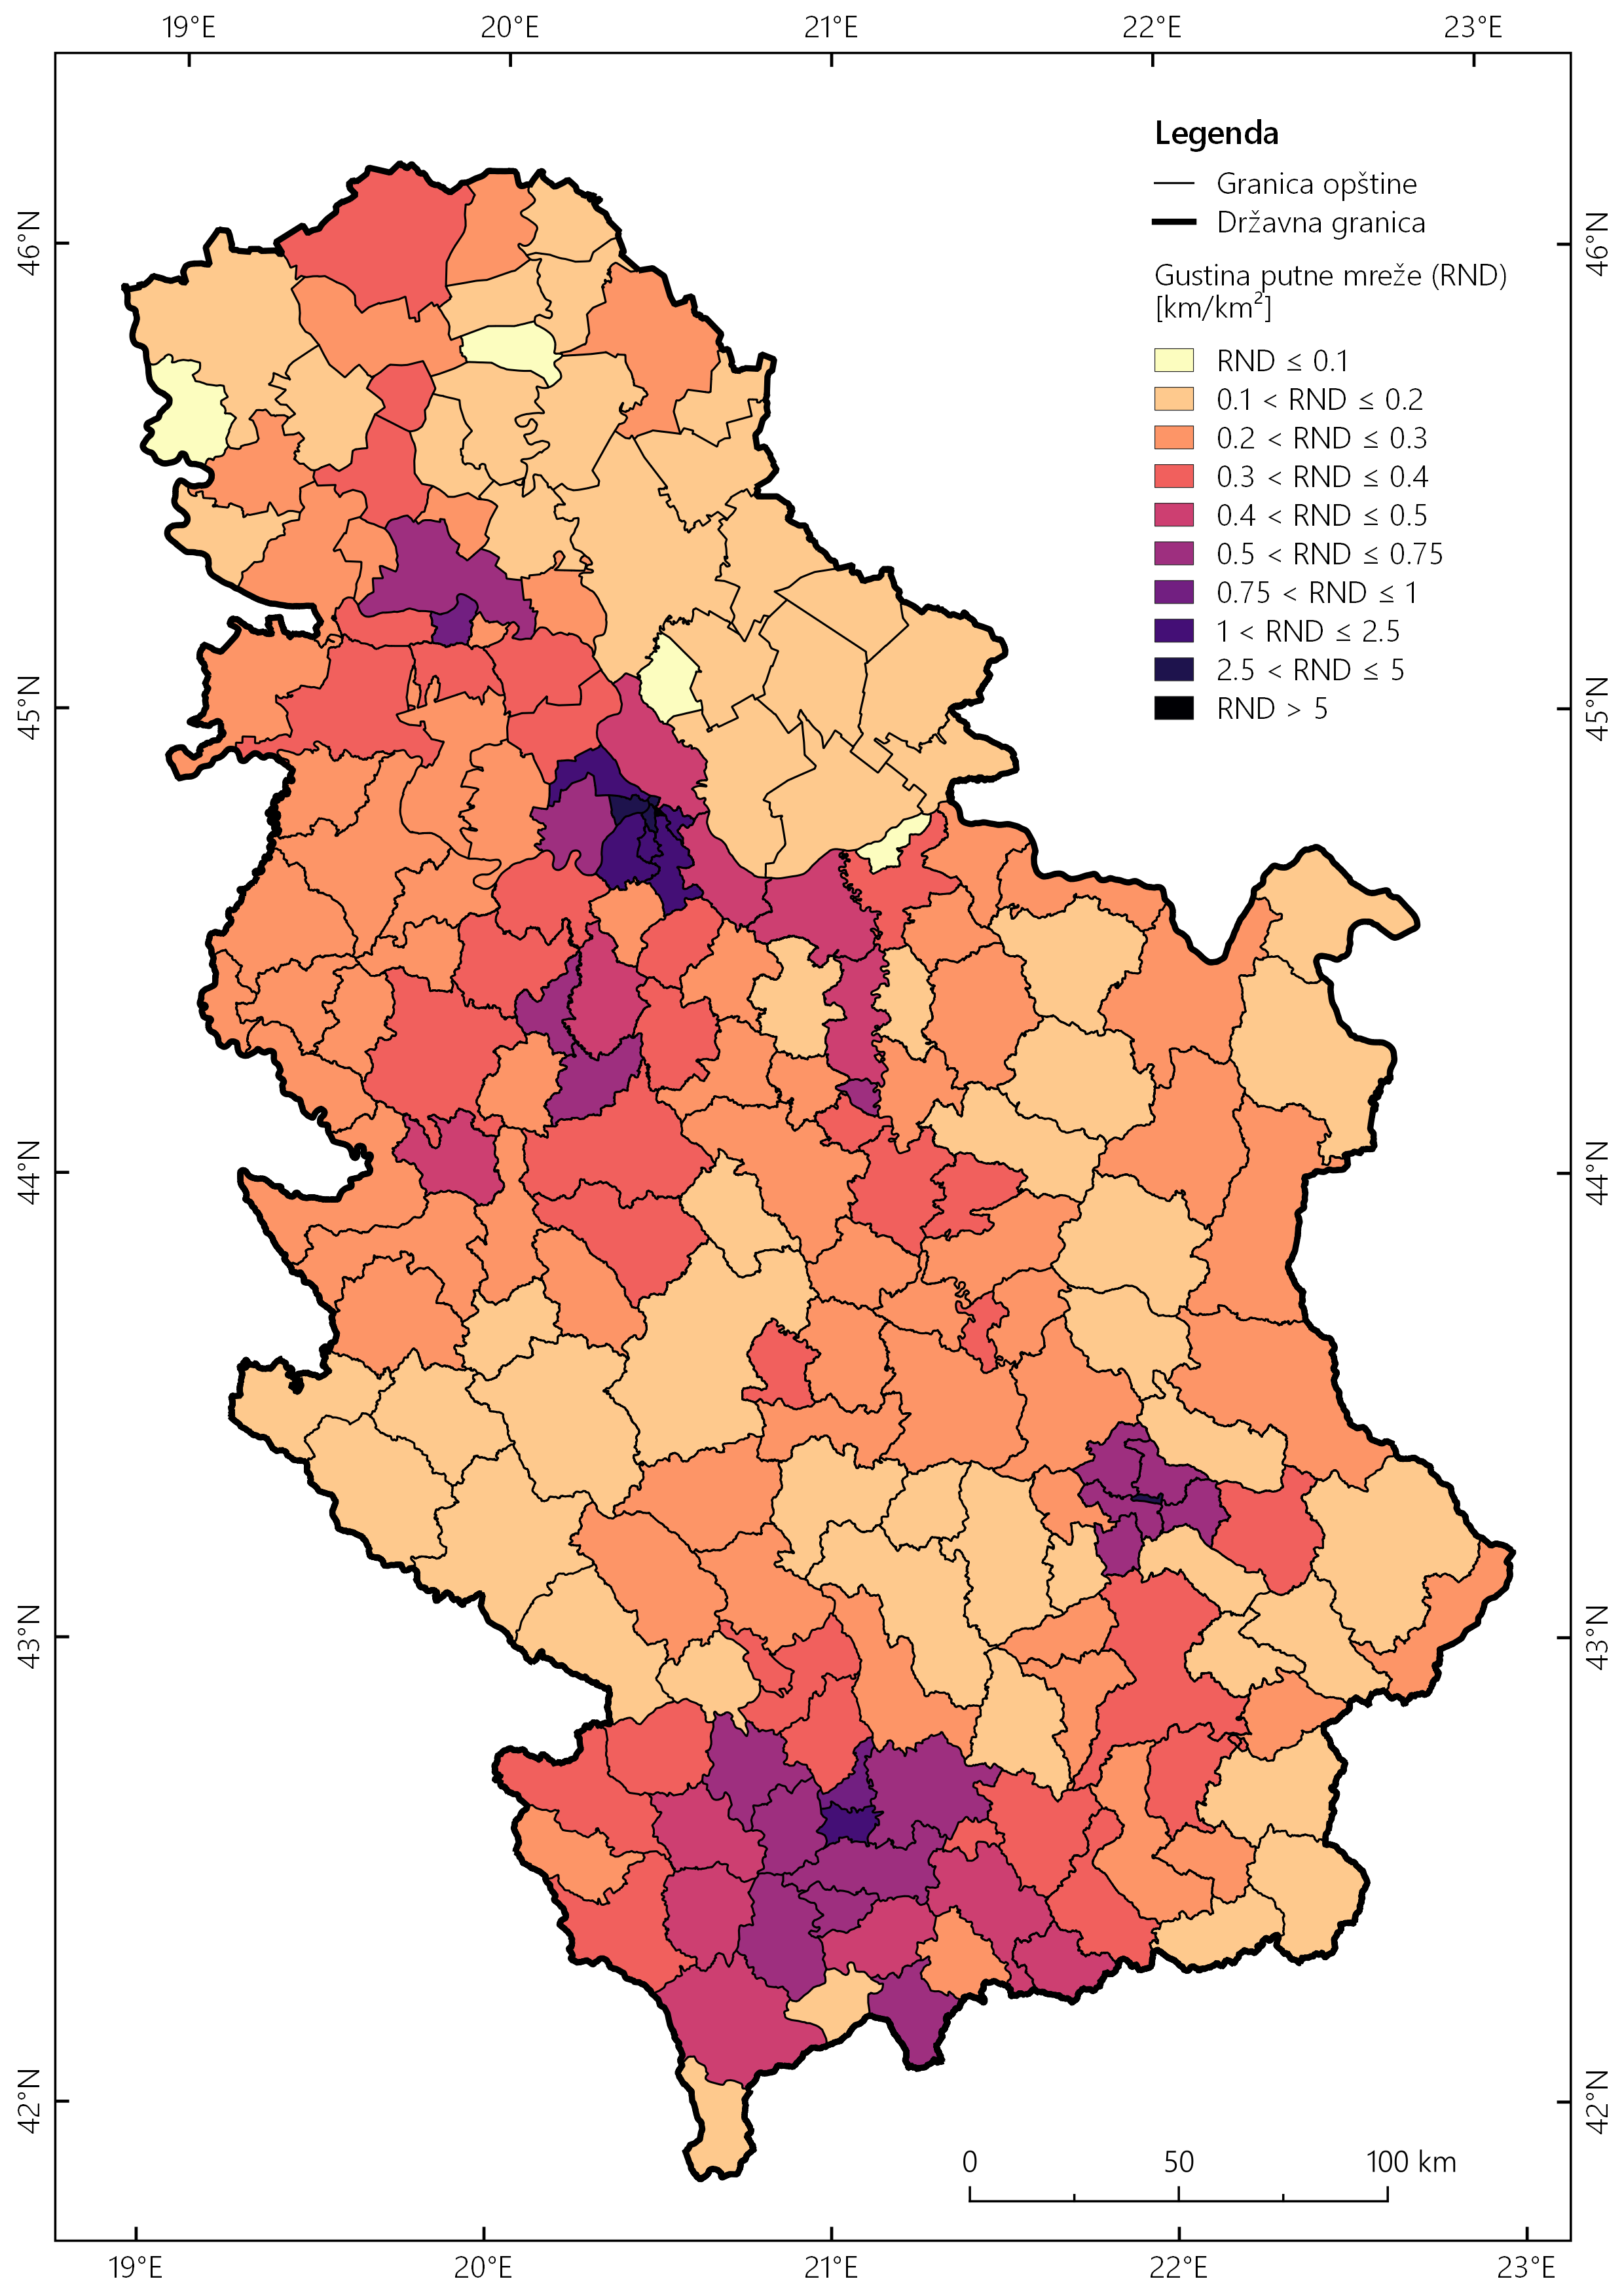 19°E 20°E 21°E 22°E 23°E
Legenda
Granica opštine
Državna granica
Gustina putne mreže (RND)
[km/km²]
RND ≤ 0.1
0.1 < RND ≤ 0.2
0.2 < RND ≤ 0.3
0.3 < RND ≤ 0.4
0.4 < RND ≤ 0.5
0.5 < RND ≤ 0.75
0.75 < RND ≤ 1
1 < RND ≤ 2.5
2.5 < RND ≤ 5
RND > 5
46°N 46°N
45°N 45°N
44°N 44°N
43°N 43°N
42°N 42°N
0 50 100 km
19°E 20°E 21°E 22°E 23°E